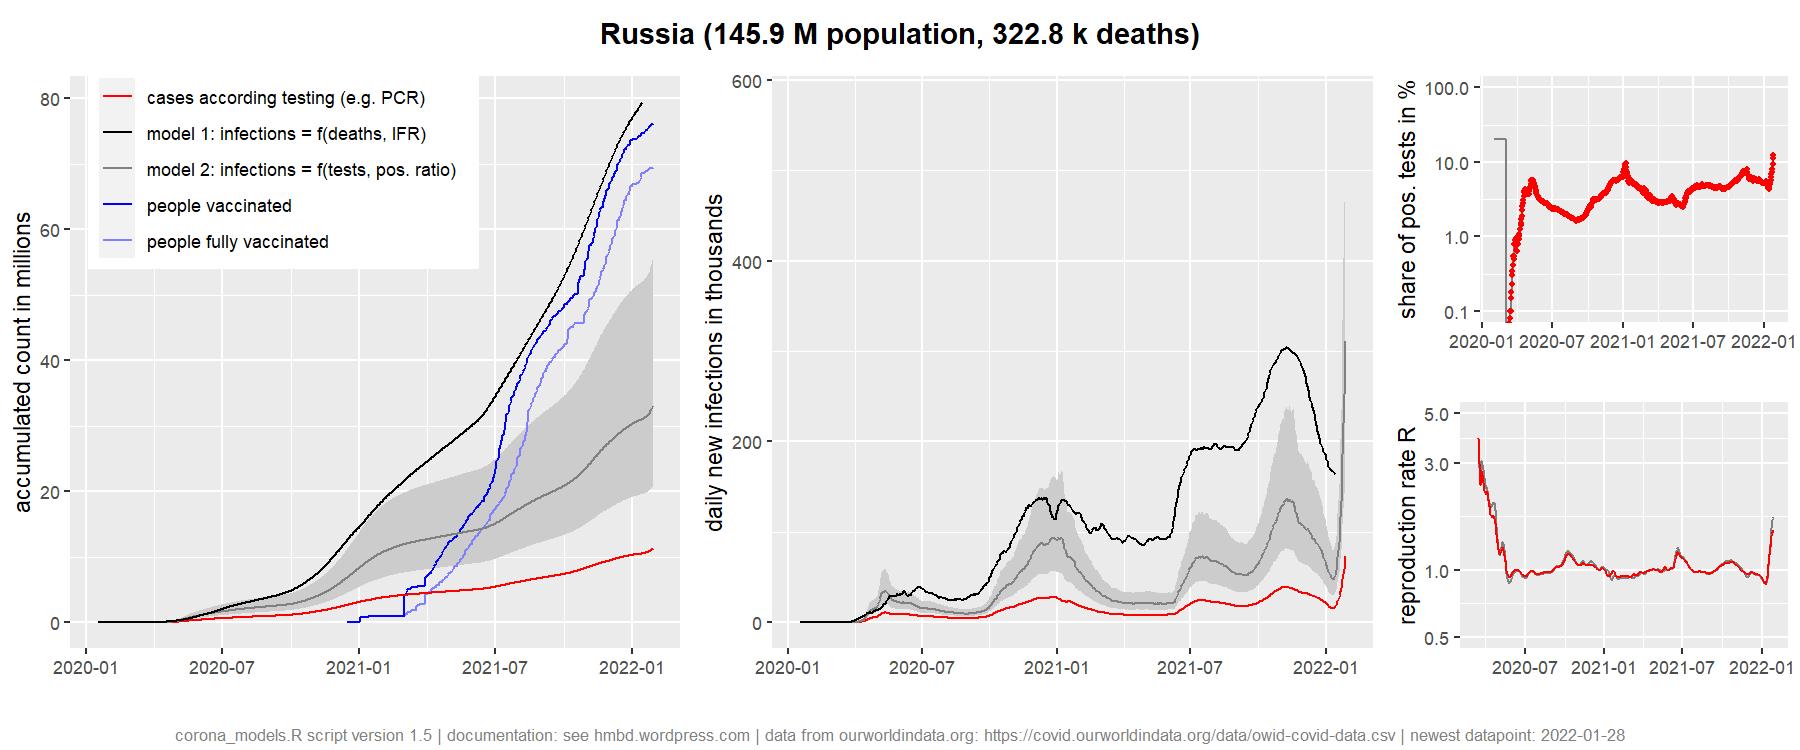 Russia (145.9 M population, 322.8 k deaths)
accumulated count in millions
80
60
40
20
0
2020-01 2020-07 2021-01 2021-07 2022-01
cases according testing (e.g. PCR)
model 1: infections = f(deaths, IFR)
model 2: infections = f(tests, pos. ratio)
people vaccinated
people fully vaccinated
daily new infections in thousands
600
400
200
0
2020-01 2020-07 2021-01 2021-07 2022-01
share of pos. tests in %
100.0
10.0
1.0
0.1
2020-01 2020-07 2021-01 2021-07 2022-01
reproduction rate R
5.0
3.0
1.0
0.5
2020-07 2021-01 2021-07 2022-01
corona_models.R script version 1.5 | documentation: see hmbd.wordpress.com | data from ourworldindata.org: https://covid.ourworldindata.org/data/owid-covid-data.csv | newest datapoint: 2022-01-28